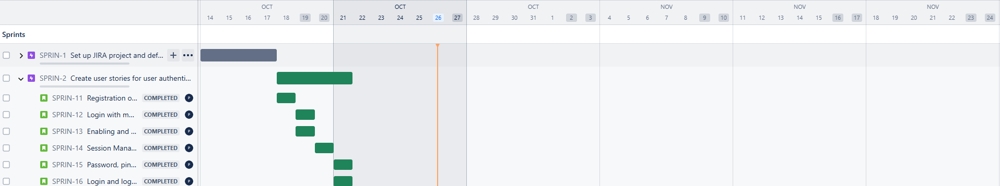 OCT OCT OCT NOV NOV NOV
14 15 16 17 18 19 20 21 22 23 24 25 26 27 28 29 30 31 1 2 3 4 5 6 7 8 9 10 11 12 13 14 15 16 17 18 19 20 21 22 23 24
Sprints
SPRIN-1 Set up JIRA project and def...
SPRIN-2 Create user stories for user authenti...
SPRIN-11 Registration o... COMPLETED P
SPRIN-12 Login with m... COMPLETED P
SPRIN-13 Enabling and ... COMPLETED P
SPRIN-14 Session Mana... COMPLETED P
SPRIN-15 Password, pin... COMPLETED P
SPRIN-16 Login and log... COMPLETED P